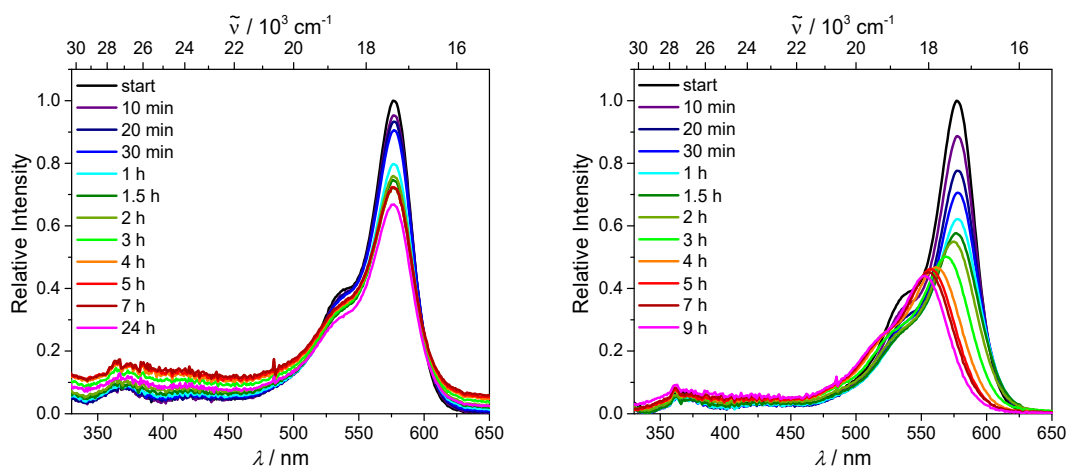 ν̃ / 10³ cm⁻¹
30 28 26 24 22 20 18 16
start
10 min
20 min
30 min
1 h
1.5 h
2 h
3 h
4 h
5 h
7 h
24 h
Relative Intensity
1.0
0.8
0.6
0.4
0.2
0.0
350 400 450 500 550 600 650
λ / nm
ν̃ / 10³ cm⁻¹
30 28 26 24 22 20 18 16
start
10 min
20 min
30 min
1 h
1.5 h
2 h
3 h
4 h
5 h
7 h
9 h
Relative Intensity
1.0
0.8
0.6
0.4
0.2
0.0
350 400 450 500 550 600 650
λ / nm